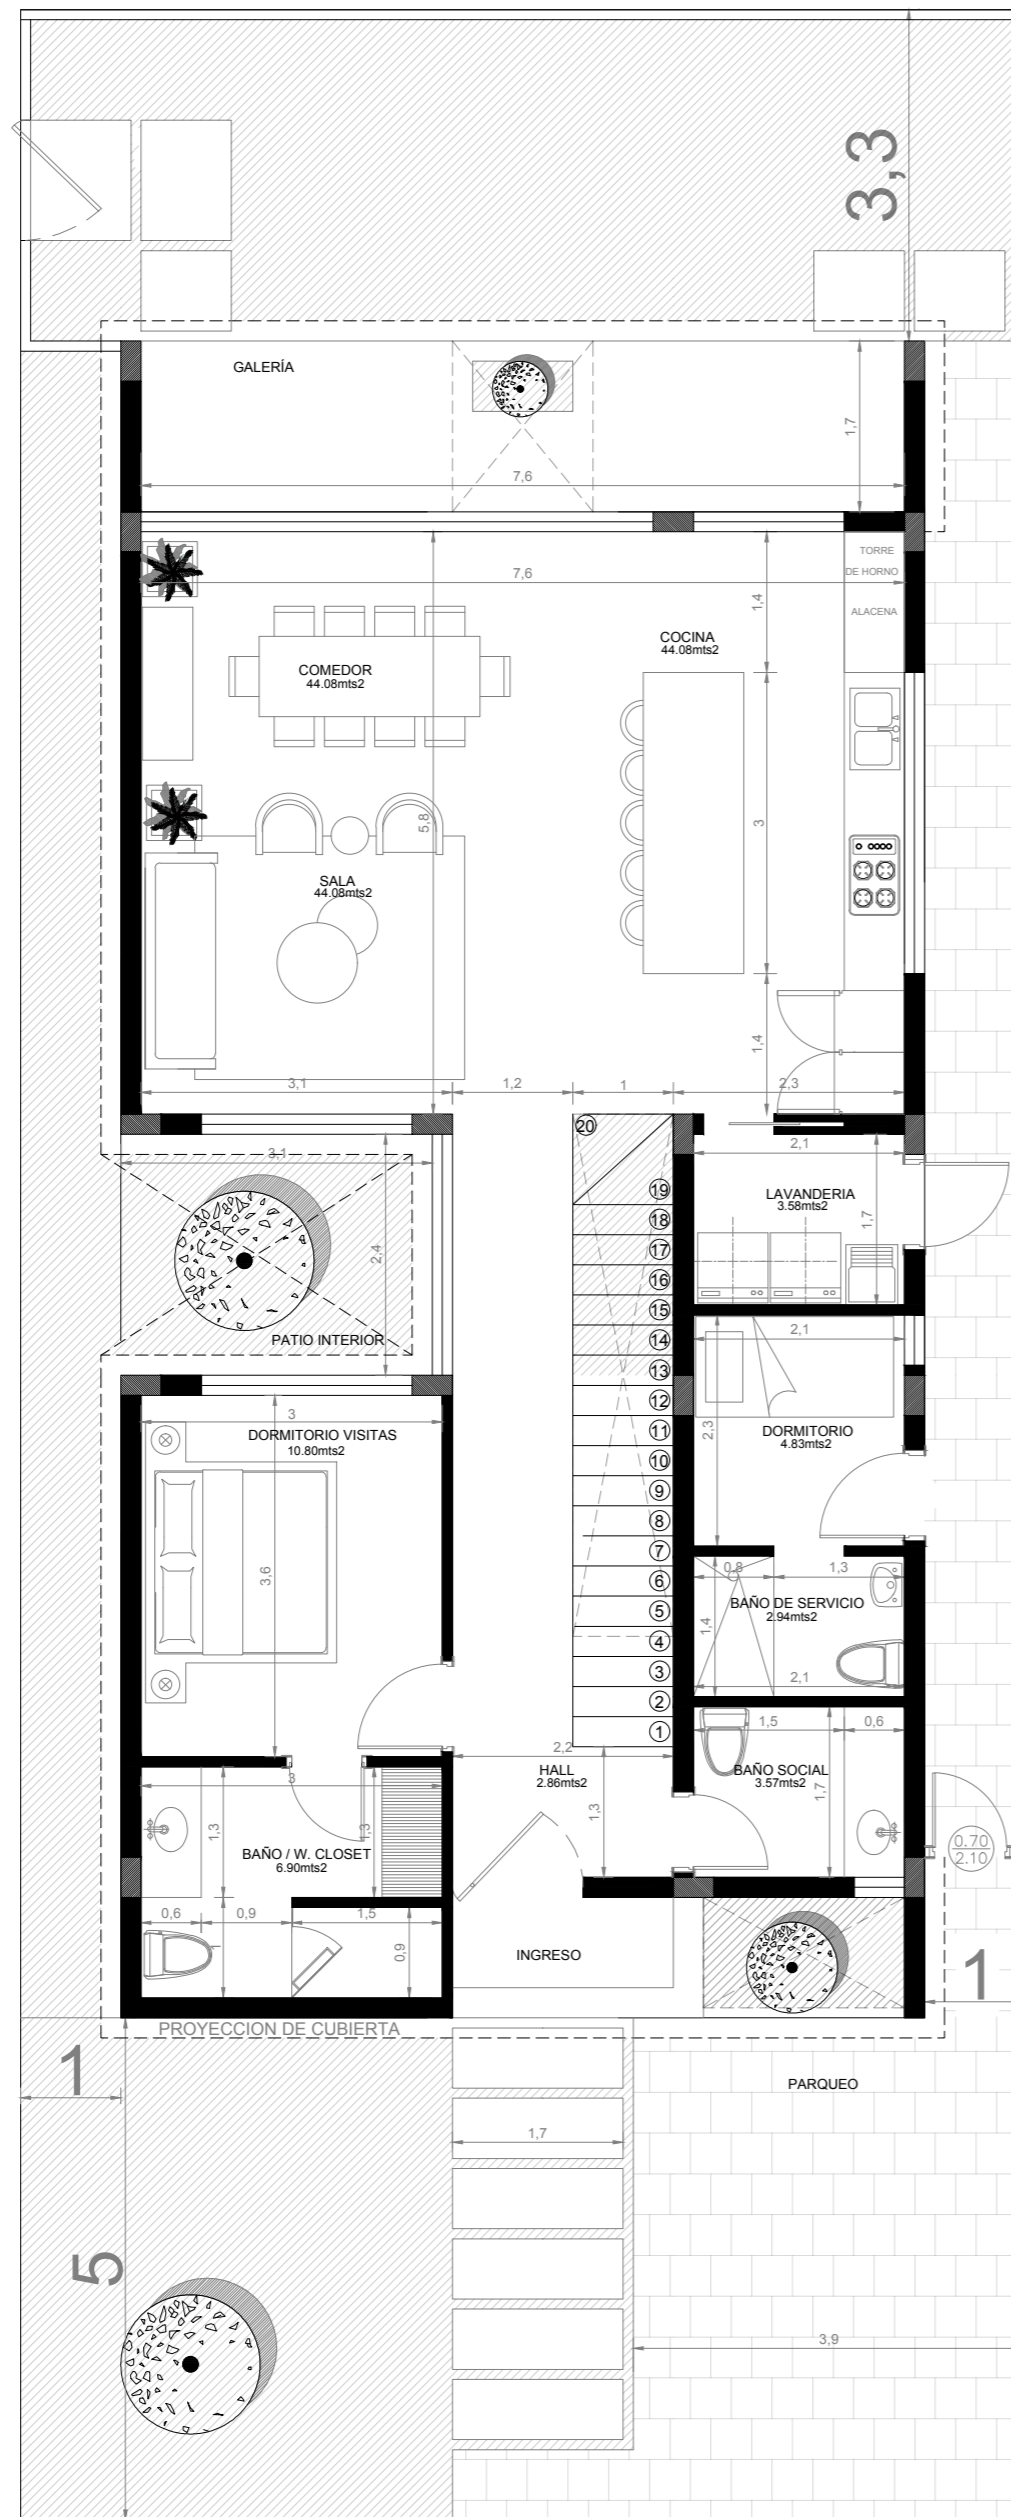 3,3
GALERÍA
1,7
7,6
TORRE
DE HORNO
ALACENA
7,6
1,4
COCINA
44.08mts2
COMEDOR
44.08mts2
5,8
3
SALA
44.08mts2
1,4
3,1
1,2
1
2,3
20
2,1
3,1
LAVANDERIA
3.58mts2
1,7
2,4
19
18
17
16
15
14
13
12
11
10
9
8
7
6
5
4
3
2
1
PATIO INTERIOR
2,1
2,3
DORMITORIO
4.83mts2
3
DORMITORIO VISITAS
10.80mts2
3,6
0,8
1,3
BAÑO DE SERVICIO
2.94mts2
1,4
2,1
1,5
0,6
BAÑO SOCIAL
3.57mts2
1,7
2,2
HALL
2.86mts2
1,3
3
1,3
1,3
BAÑO / W. CLOSET
6.90mts2
0.70
2.10
0,6
0,9
1,5
1
0,9
INGRESO
1
PROYECCION DE CUBIERTA
1
PARQUEO
1,7
5
3,9